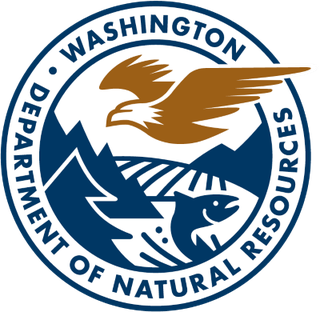 • WASHINGTON
DEPARTMENT OF NATURAL RESOURCES